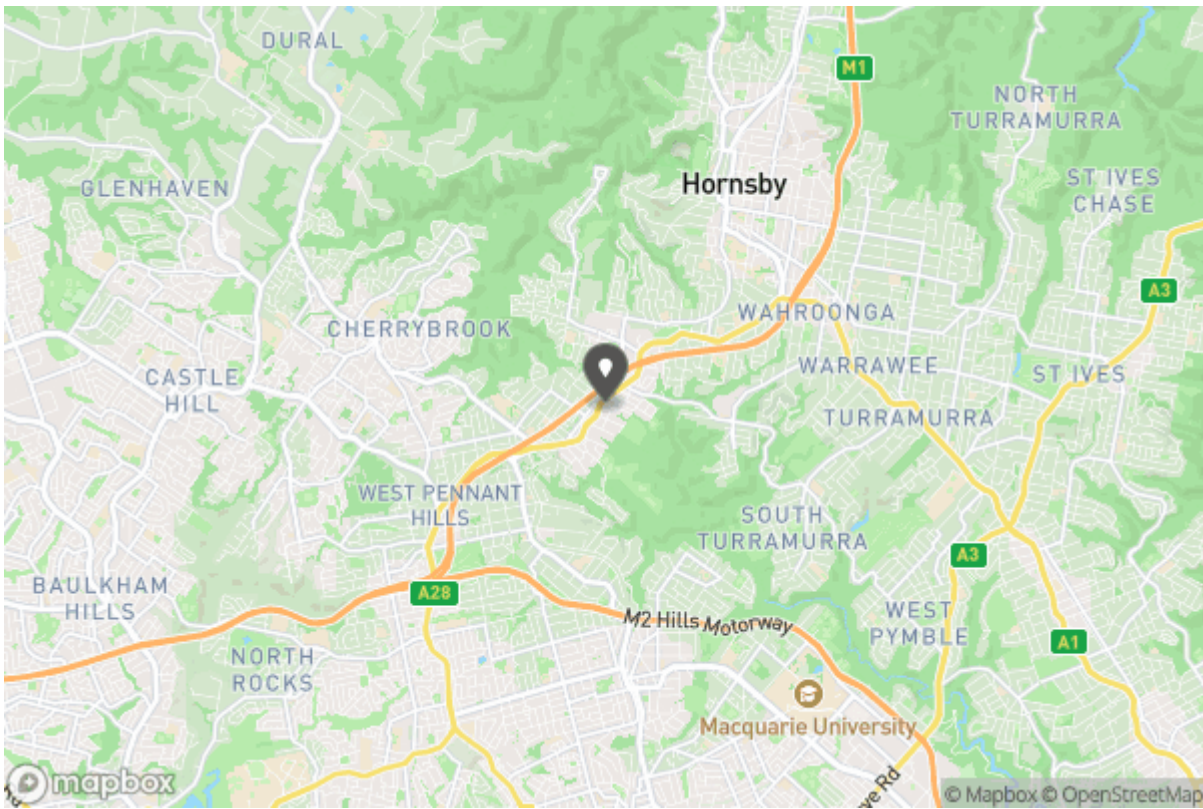 DURAL
M1
NORTH
TURRAMURRA
GLENHAVEN
Hornsby
ST IVES
CHASE
A3
CHERRYBROOK
WAHROONGA
CASTLE
HILL
WARRAWEE
ST IVES
TURRAMURRA
WEST PENNANT
HILLS
SOUTH
TURRAMURRA
A3
BAULKHAM
HILLS
A28
M2 Hills Motorway
WEST
PYMBLE
A1
NORTH
ROCKS
Macquarie University
mapbox
Rd
© Mapbox © OpenStreetMap